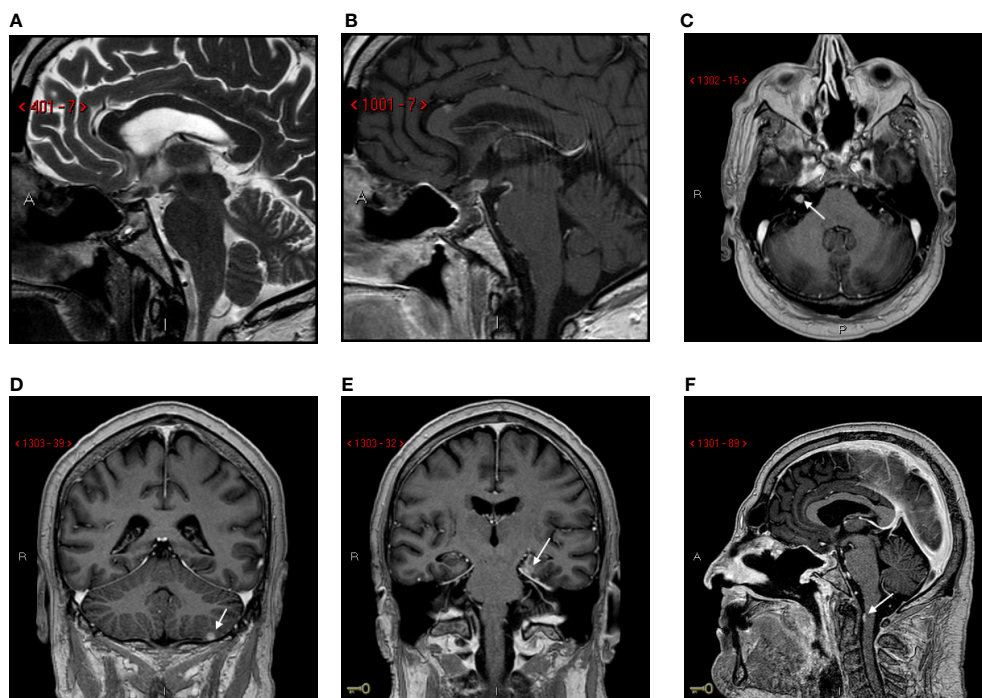 A
B
C
< 401 - 7 >
A
I
< 1001 - 7 >
A
I
< 1302 - 15 >
R
P
D
E
F
< 1303 - 39 >
R
I
< 1303 - 32 >
R
I
< 1301 - 89 >
A